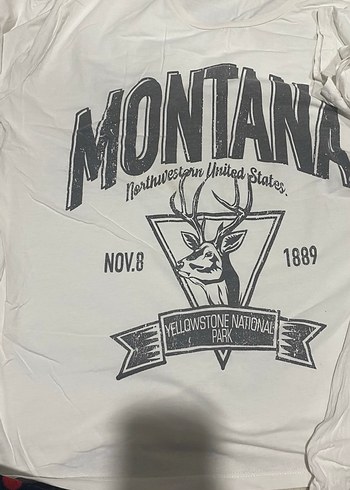 MONTANA
Northwestern United States.
NOV.8
1889
YELLOWSTONE NATIONAL
PARK